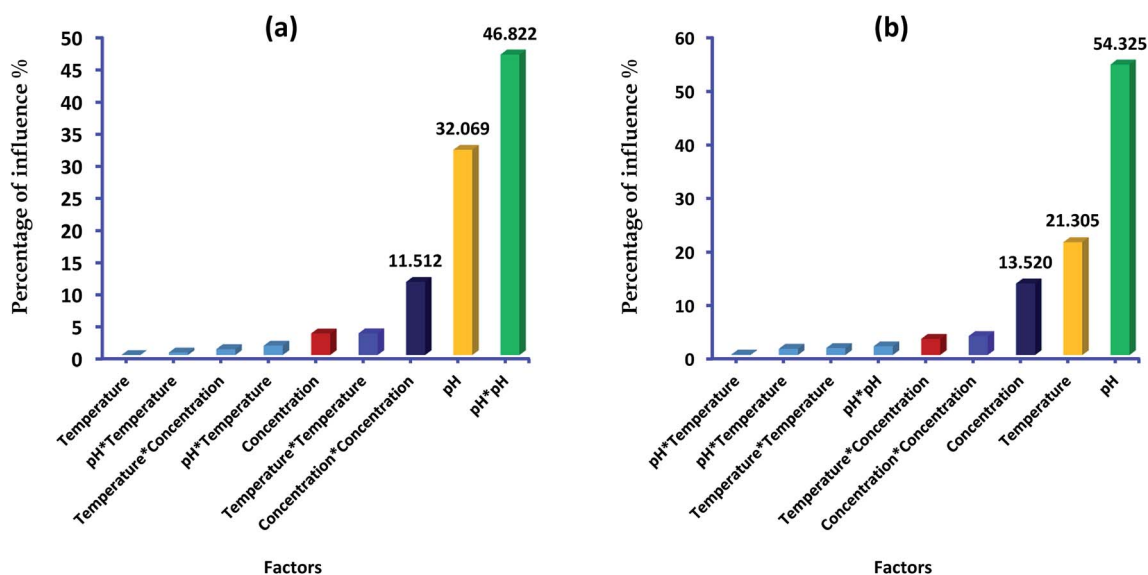 (a)
Percentage of influence %
50
45
40
35
30
25
20
15
10
5
0
46.822
32.069
11.512
Temperature
pH*Temperature
Temperature*Concentration
pH*Temperature
Concentration
Temperature*Temperature
Concentration*Concentration
pH
pH*pH
Factors
(b)
Percentage of influence %
60
50
40
30
20
10
0
54.325
21.305
13.520
pH*Temperature
pH*Temperature
Temperature*Temperature
pH*pH
Temperature*Concentration
Concentration*Concentration
Concentration
Temperature
pH
Factors